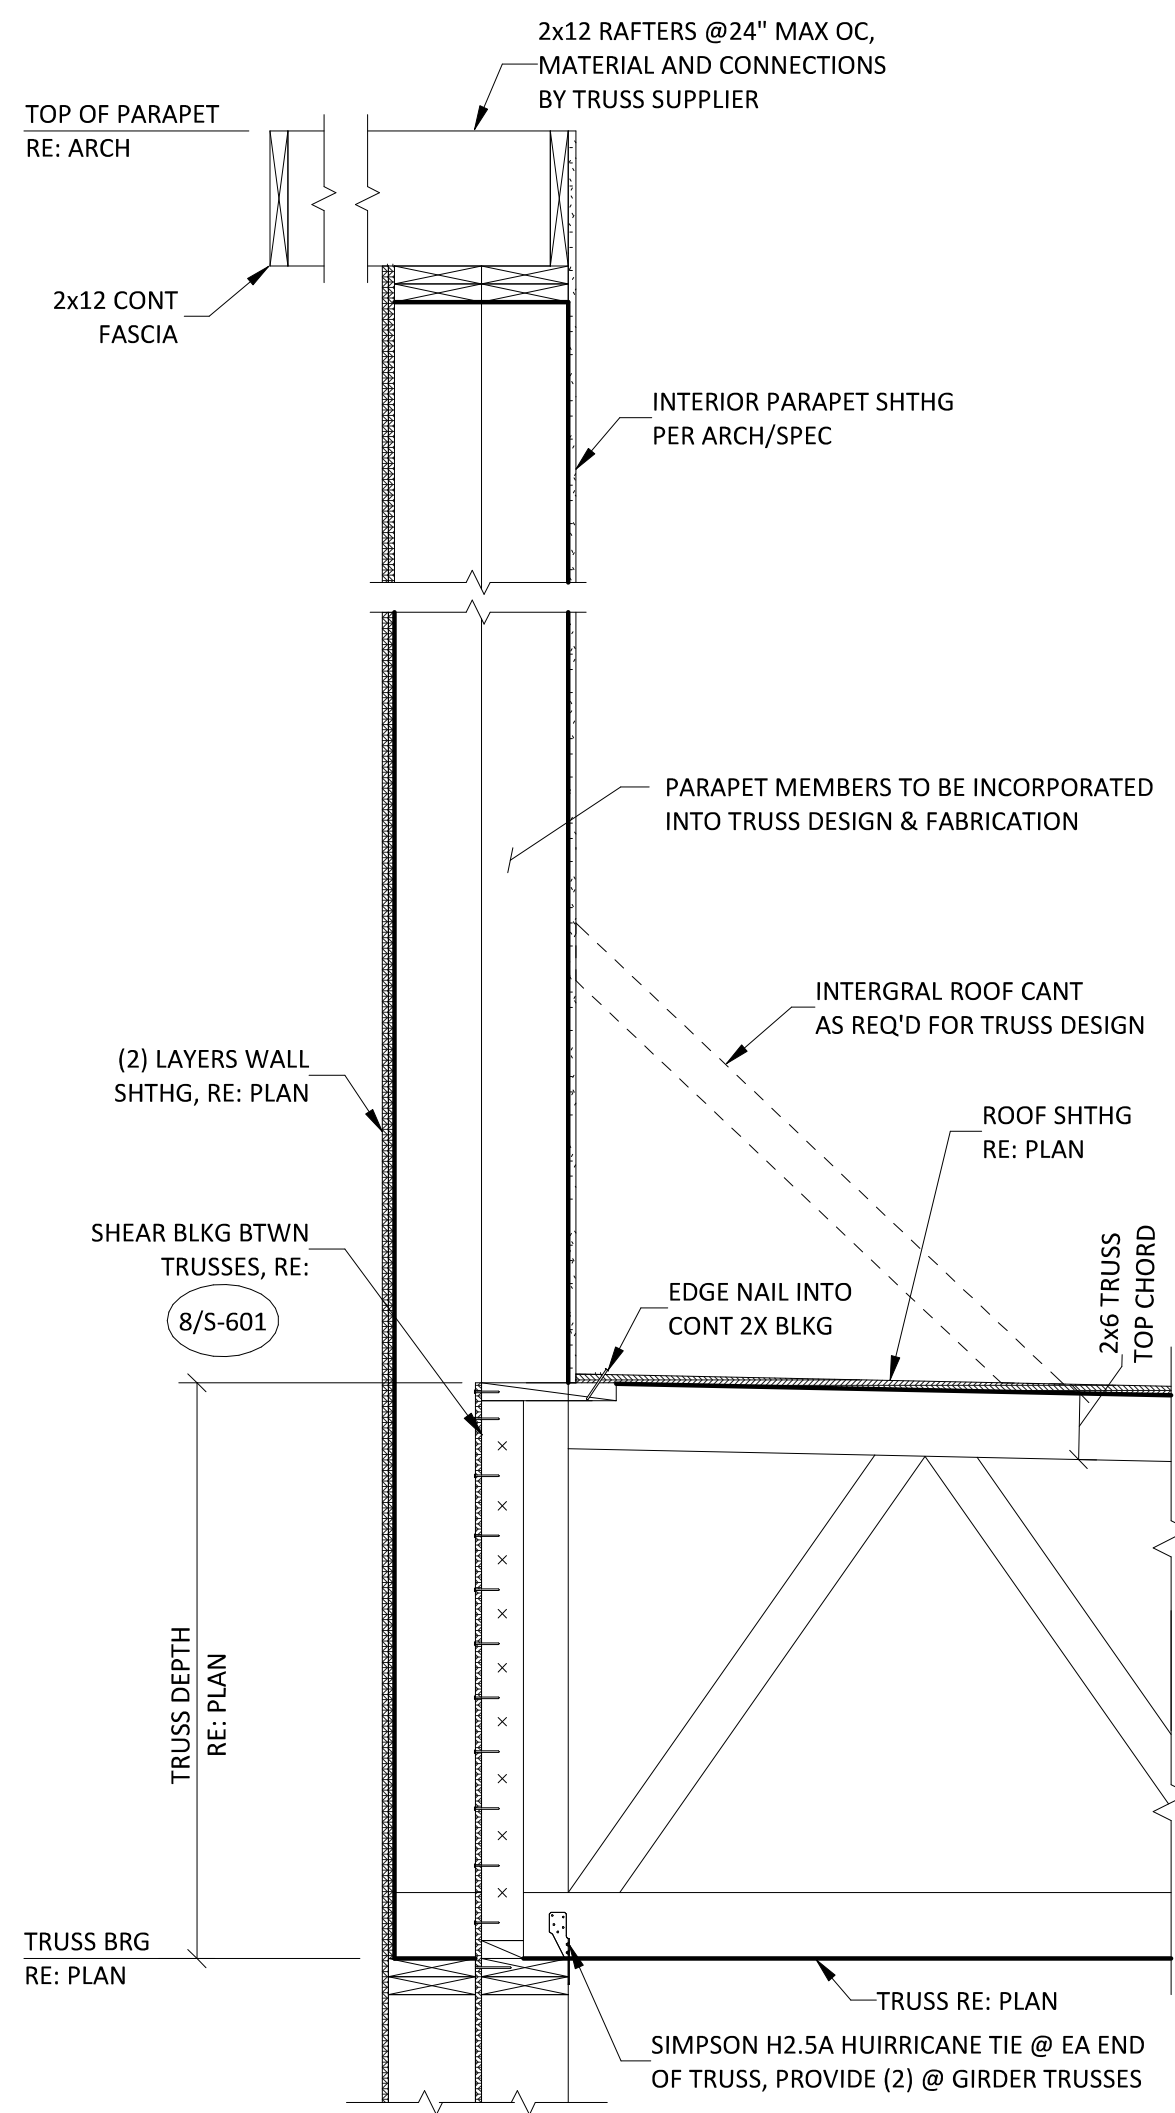 2x12 RAFTERS @24" MAX OC,
MATERIAL AND CONNECTIONS
BY TRUSS SUPPLIER
TOP OF PARAPET
RE: ARCH
2x12 CONT
FASCIA
INTERIOR PARAPET SHTHG
PER ARCH/SPEC
PARAPET MEMBERS TO BE INCORPORATED
INTO TRUSS DESIGN & FABRICATION
INTERGRAL ROOF CANT
AS REQ'D FOR TRUSS DESIGN
(2) LAYERS WALL
SHTHG, RE: PLAN
ROOF SHTHG
RE: PLAN
SHEAR BLKG BTWN
TRUSSES, RE:
8/S-601
EDGE NAIL INTO
CONT 2X BLKG
2x6 TRUSS
TOP CHORD
TRUSS DEPTH
RE: PLAN
TRUSS BRG
RE: PLAN
TRUSS RE: PLAN
SIMPSON H2.5A HUIRRICANE TIE @ EA END
OF TRUSS, PROVIDE (2) @ GIRDER TRUSSES